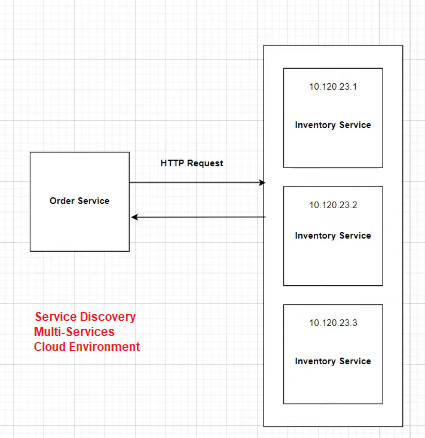 10.120.23.1
Inventory Service
HTTP Request
Order Service
10.120.23.2
Inventory Service
Service Discovery
Multi-Services
Cloud Environment
10.120.23.3
Inventory Service